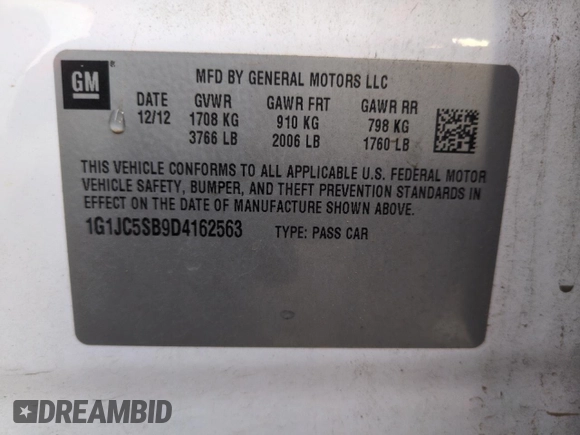 GM
MFD BY GENERAL MOTORS LLC
DATE GVWR GAWR FRT GAWR RR
12/12 1708 KG 910 KG 798 KG
3766 LB 2006 LB 1760 LB
THIS VEHICLE CONFORMS TO ALL APPLICABLE U.S. FEDERAL MOTOR
VEHICLE SAFETY, BUMPER, AND THEFT PREVENTION STANDARDS
IN EFFECT ON THE DATE OF MANUFACTURE SHOWN ABOVE.
1G1JC5SB9D4162563 TYPE: PASS CAR
DREAMBID